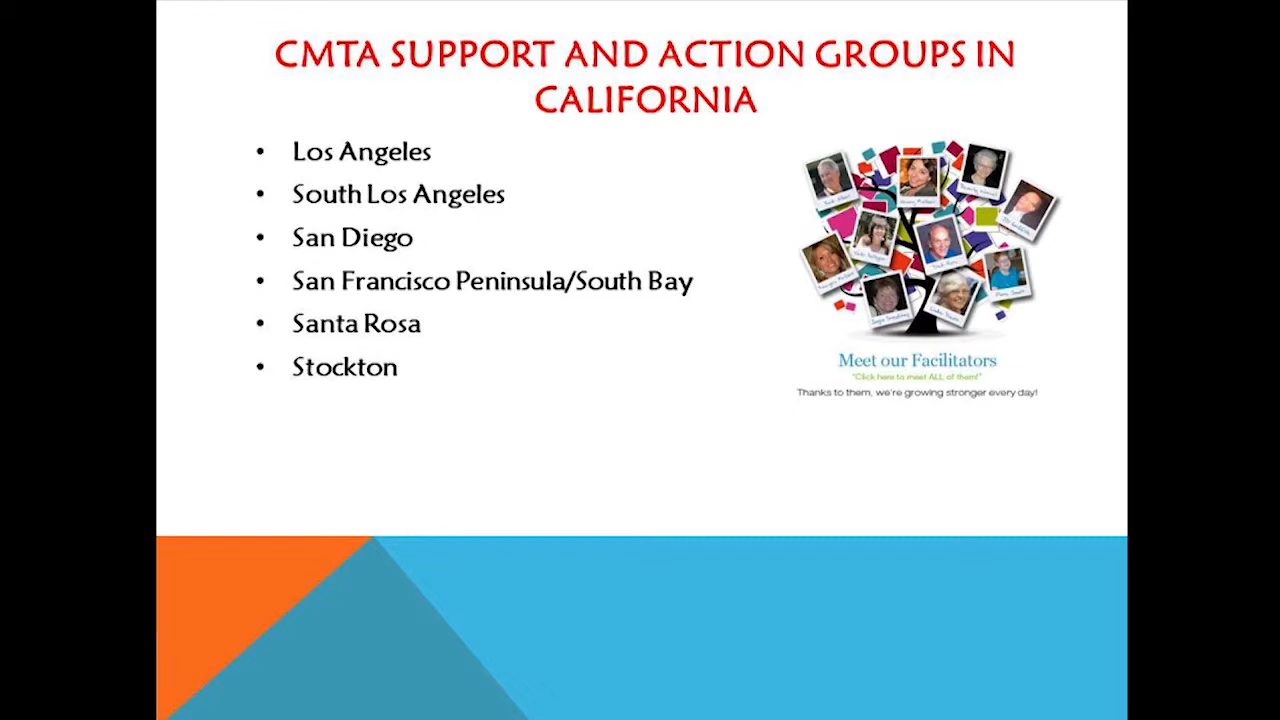 CMTA SUPPORT AND ACTION GROUPS IN
CALIFORNIA
• Los Angeles
• South Los Angeles
• San Diego
• San Francisco Peninsula/South Bay
• Santa Rosa
• Stockton
Meet our Facilitators
"Click here to meet ALL of them!"
Thanks to them, we're growing stronger every day!